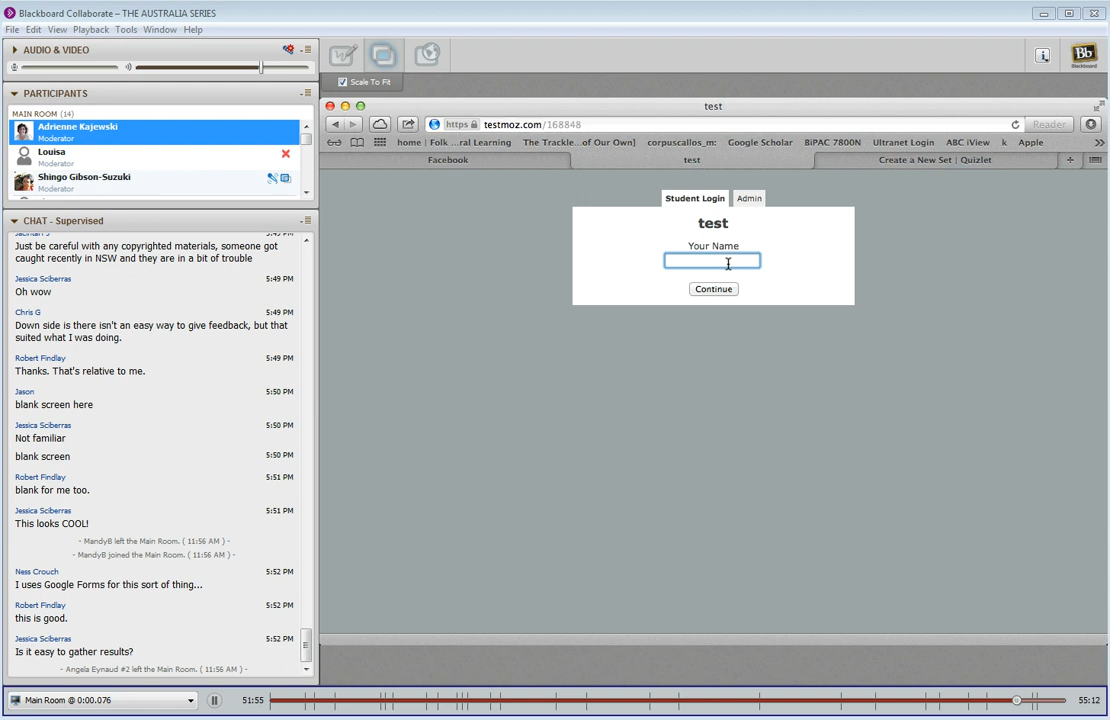 Blackboard Collaborate – THE AUSTRALIA SERIES
File Edit View Playback Tools Window Help
AUDIO & VIDEO
PARTICIPANTS
MAIN ROOM (14)
Adrienne Kajewski
Moderator
Louisa
Moderator
Shingo Gibson-Suzuki
Moderator
CHAT - Supervised
5:49 PM
Just be careful with any copyrighted materials, someone got
caught recently in NSW and they are in a bit of trouble
Jessica Sciberras 5:49 PM
Oh wow
Chris G 5:49 PM
Down side is there isn't an easy way to give feedback, but that
suited what I was doing.
Robert Findlay 5:49 PM
Thanks. That's relative to me.
Jason 5:50 PM
blank screen here
Jessica Sciberras 5:50 PM
Not familiar
blank screen 5:50 PM
Robert Findlay 5:51 PM
blank for me too.
Jessica Sciberras 5:51 PM
This looks COOL!
- MandyB left the Main Room. ( 11:56 AM ) -
- MandyB joined the Main Room. ( 11:56 AM ) -
Ness Crouch 5:52 PM
I uses Google Forms for this sort of thing...
Robert Findlay 5:52 PM
this is good.
Jessica Sciberras 5:52 PM
Is it easy to gather results?
- Angela Eynaud #2 left the Main Room. ( 11:56 AM ) -
Main Room @ 0:00.076 51:55 55:12
Bb
Blackboard
Scale To Fit
test
https testmoz.com/168848 Reader
home | Folk ...ral Learning The Trackle...of Our Own] corpuscallos_m: Google Scholar BiPAC 7800N Ultranet Login ABC iView k Apple
Facebook test Create a New Set | Quizlet
Student Login Admin
test
Your Name
Continue